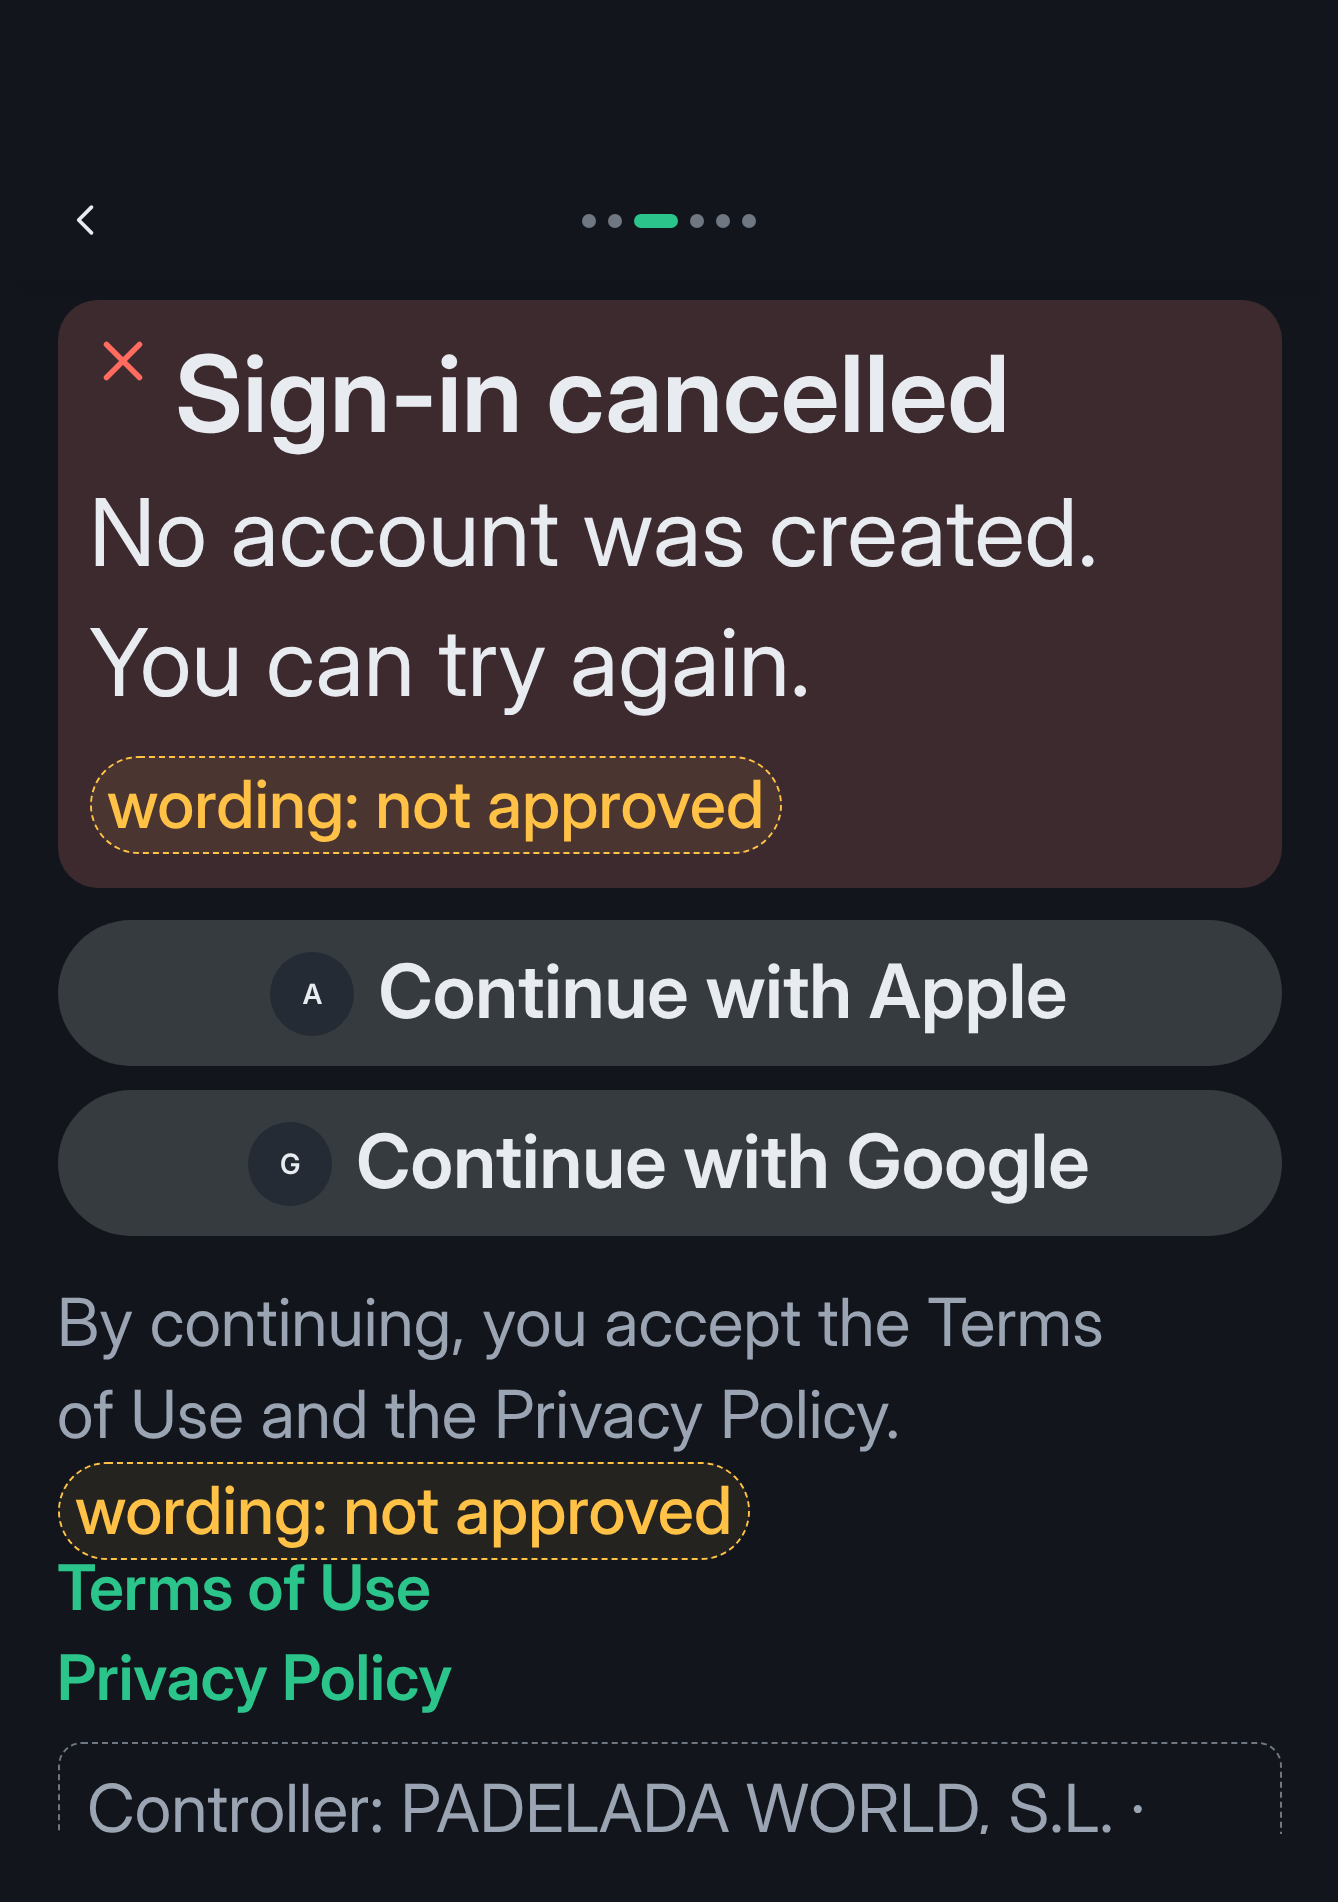 Sign-in cancelled
No account was created.
You can try again.
wording: not approved
A Continue with Apple
G Continue with Google
By continuing, you accept the Terms
of Use and the Privacy Policy.
wording: not approved
Terms of Use
Privacy Policy
Controller: PADELADA WORLD, S.L. ·